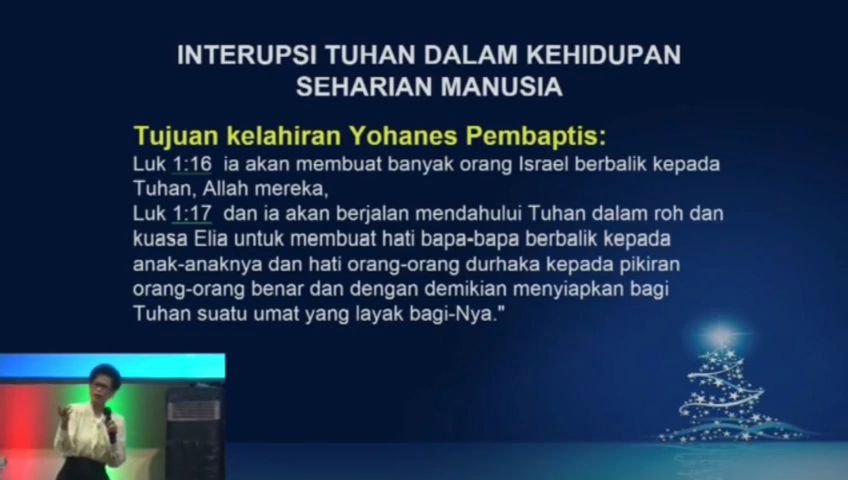 INTERUPSI TUHAN DALAM KEHIDUPAN
SEHARIAN MANUSIA
Tujuan kelahiran Yohanes Pembaptis:
Luk 1:16 ia akan membuat banyak orang Israel berbalik kepada
Tuhan, Allah mereka,
Luk 1:17 dan ia akan berjalan mendahului Tuhan dalam roh dan
kuasa Elia untuk membuat hati bapa-bapa berbalik kepada
anak-anaknya dan hati orang-orang durhaka kepada pikiran
orang-orang benar dan dengan demikian menyiapkan bagi
Tuhan suatu umat yang layak bagi-Nya."